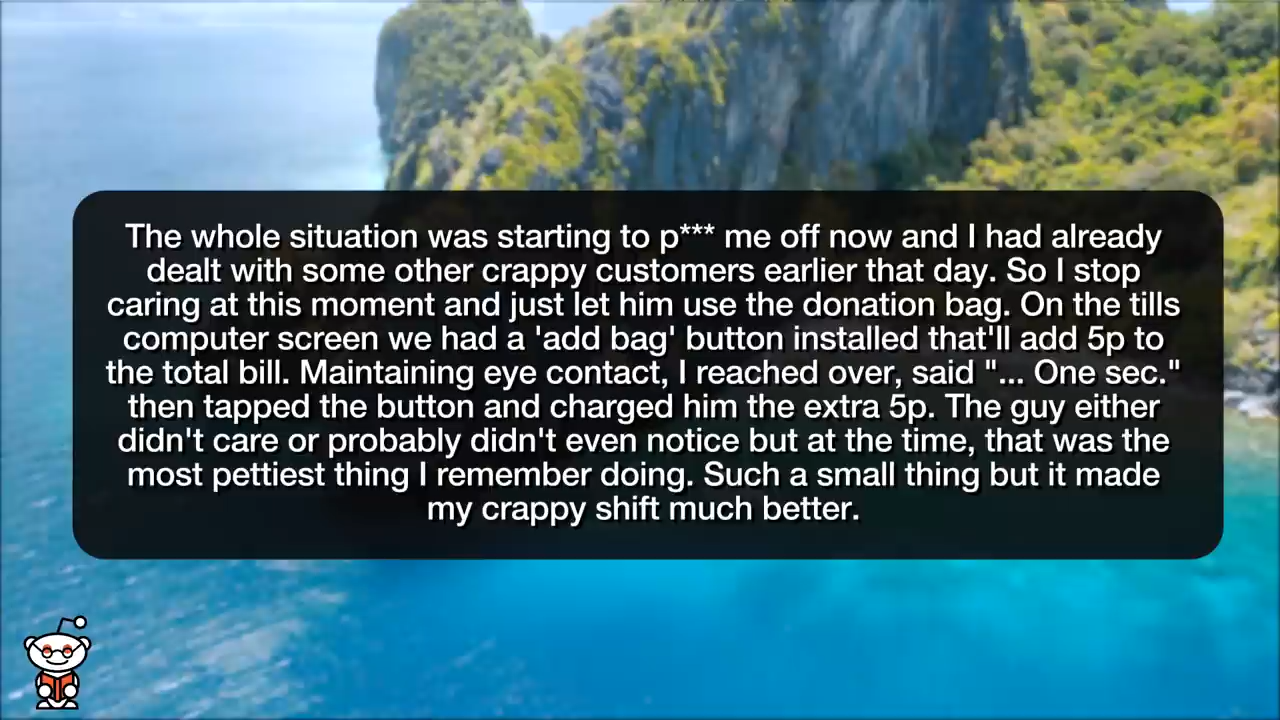 The whole situation was starting to p*** me off now and I had already
dealt with some other crappy customers earlier that day. So I stop
caring at this moment and just let him use the donation bag. On the tills
computer screen we had a 'add bag' button installed that'll add 5p to
the total bill. Maintaining eye contact, I reached over, said "... One sec."
then tapped the button and charged him the extra 5p. The guy either
didn't care or probably didn't even notice but at the time, that was the
most pettiest thing I remember doing. Such a small thing but it made
my crappy shift much better.